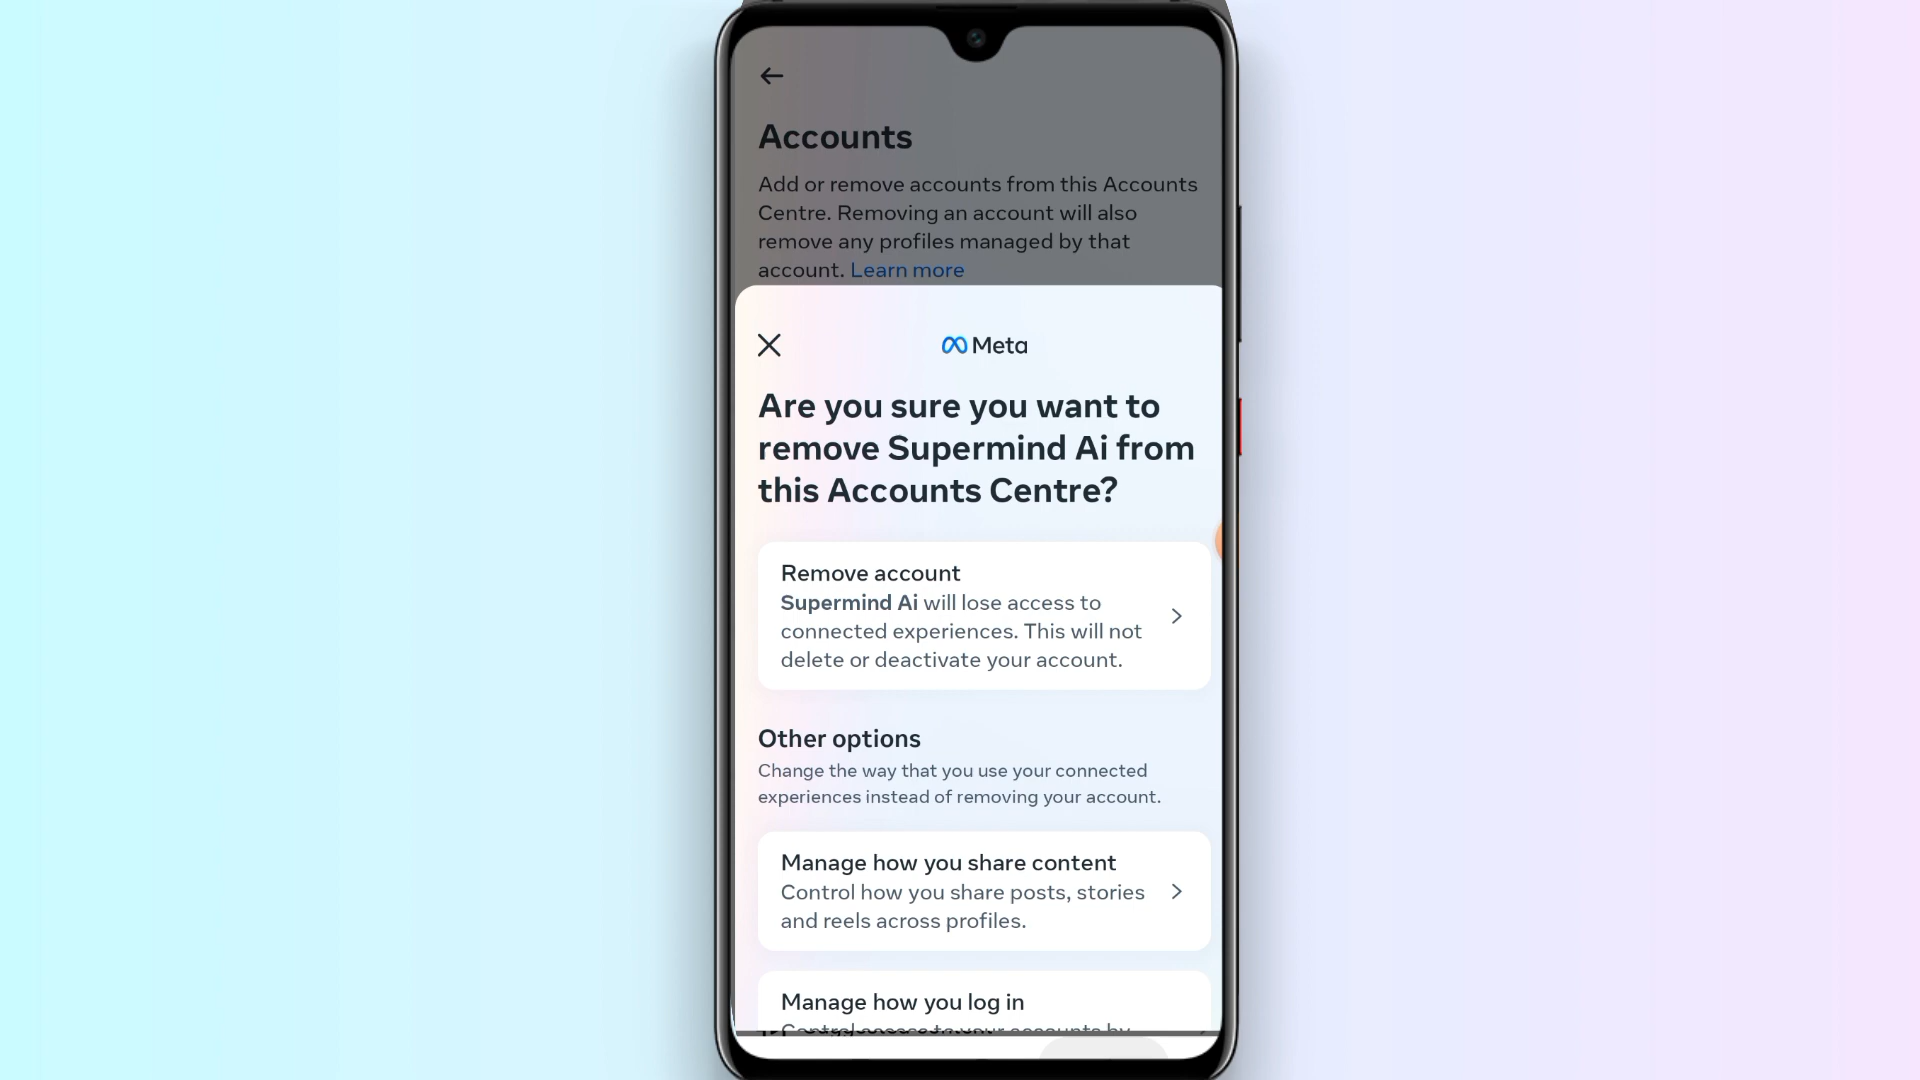 Accounts
Add or remove accounts from this Accounts
Centre. Removing an account will also
remove any profiles managed by that
account. Learn more
Meta
Are you sure you want to
remove Supermind Ai from
this Accounts Centre?
Remove account
Supermind Ai will lose access to
connected experiences. This will not
delete or deactivate your account.
Other options
Change the way that you use your connected
experiences instead of removing your account.
Manage how you share content
Control how you share posts, stories
and reels across profiles.
Manage how you log in